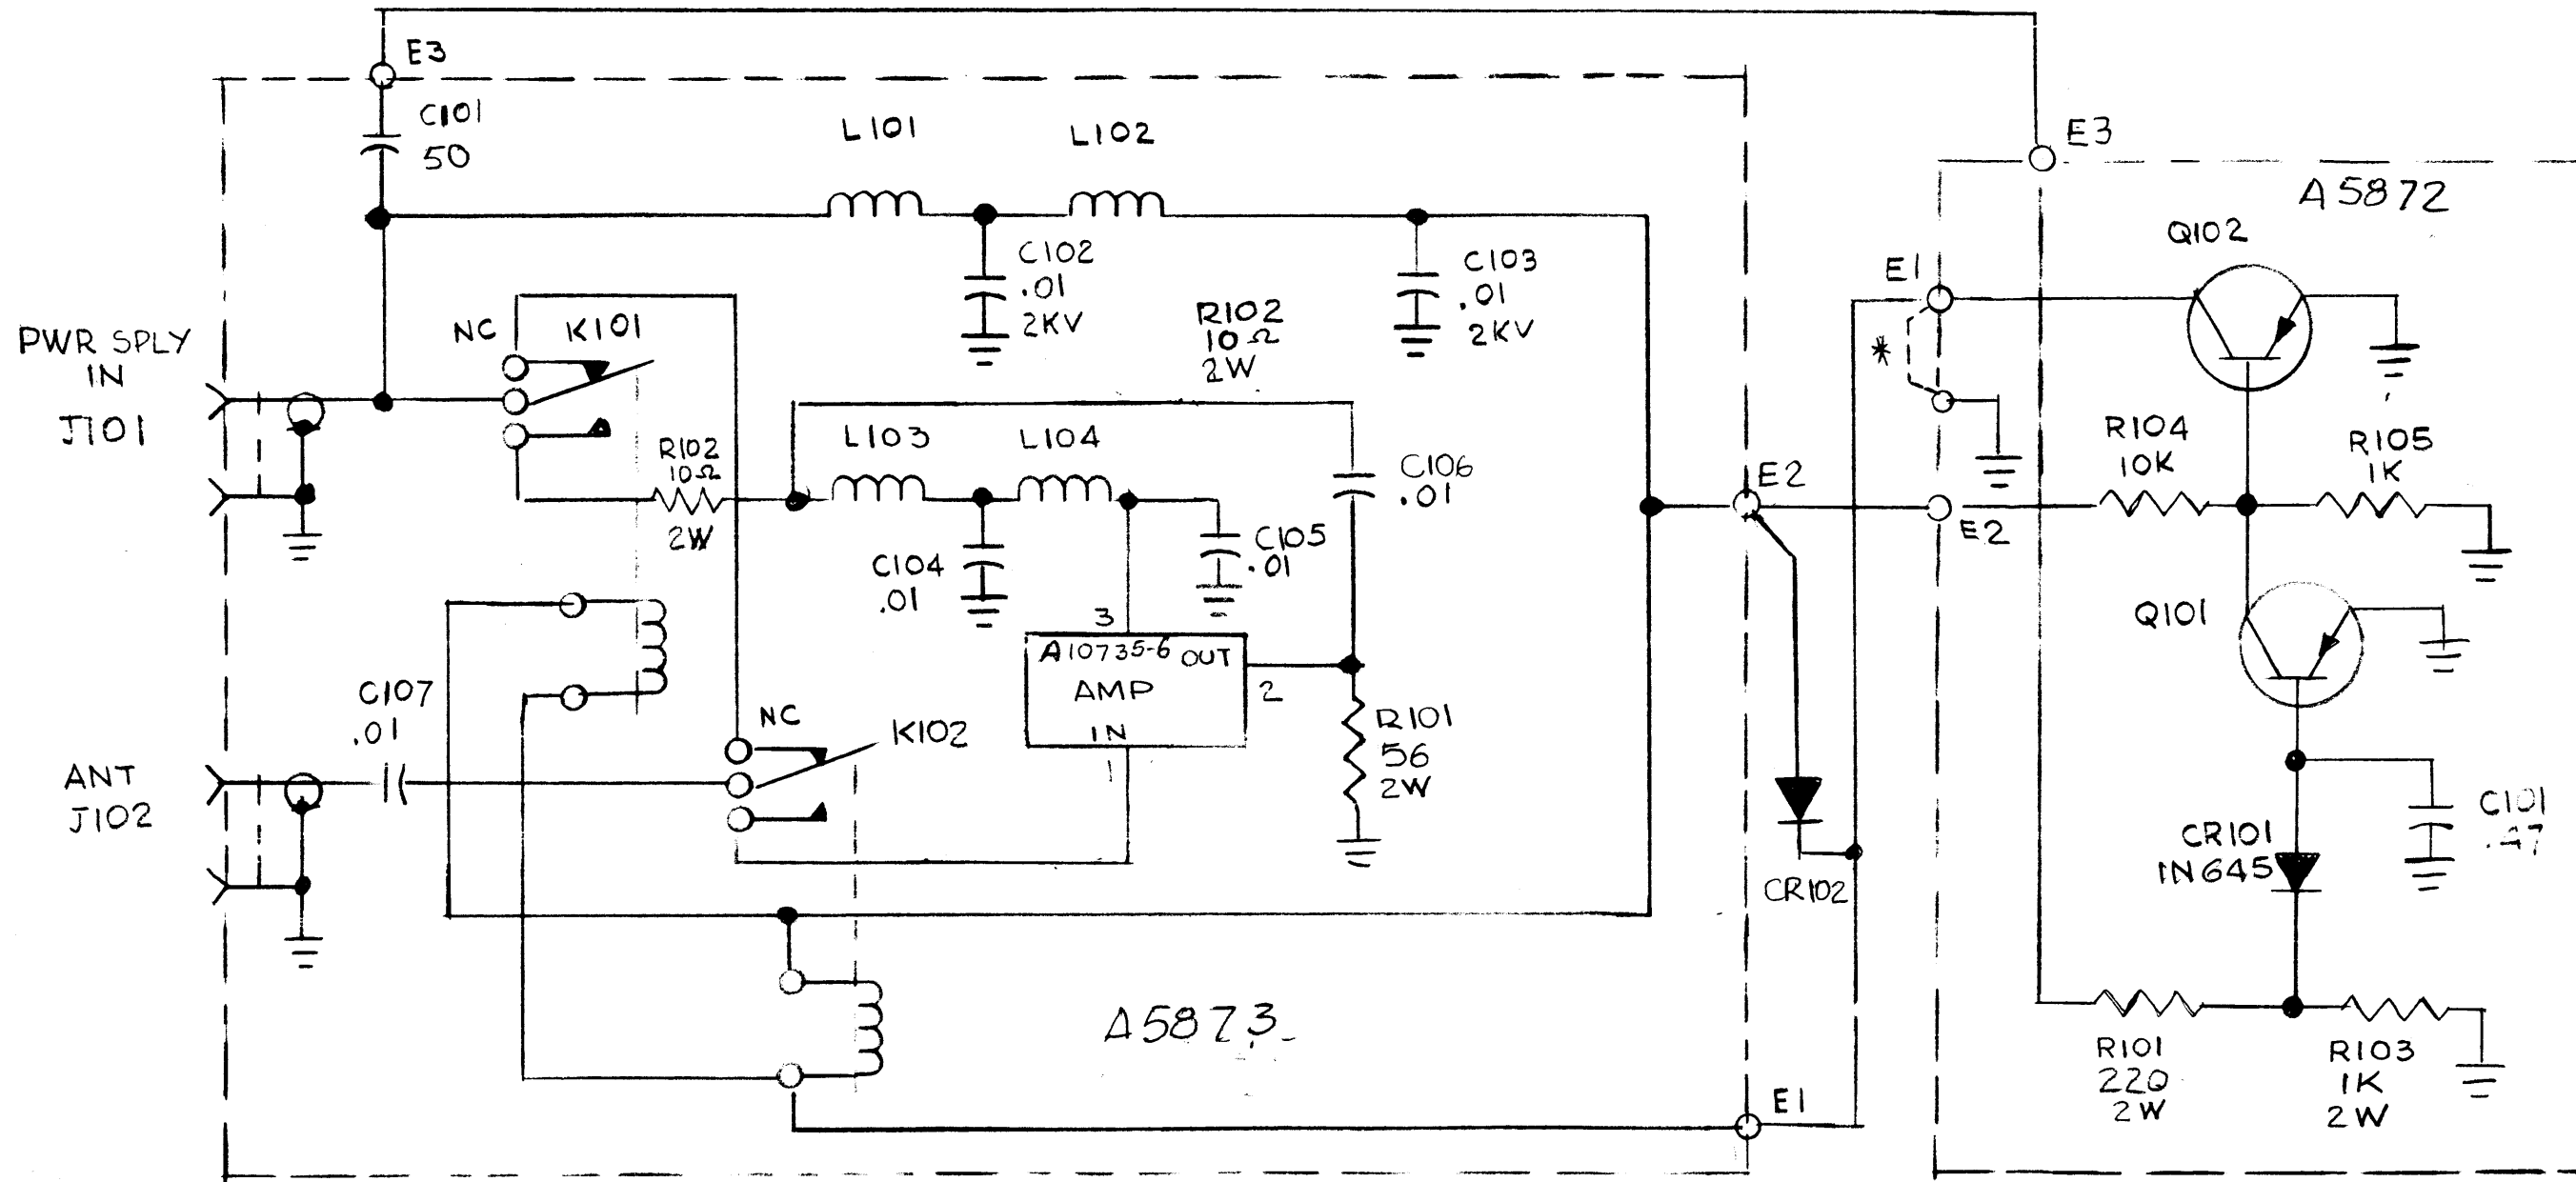 E3
C101
50
L101
L102
C102
.01
2KV
C103
.01
2KV
R102
10Ω
2W
PWR SPLY
IN
J101
NC
K101
R102
10Ω
2W
L103
L104
C104
.01
C105
.01
C106
.01
3
A10735-6 OUT
AMP
IN
2
1
R101
56
2W
C107
.01
NC
K102
ANT
J102
A5873
E2
CR102
E1
E3
A5872
E1
*
E2
Q102
R104
10K
R105
1K
Q101
C101
.47
CR101
1N645
R101
220
2W
R103
1K
2W